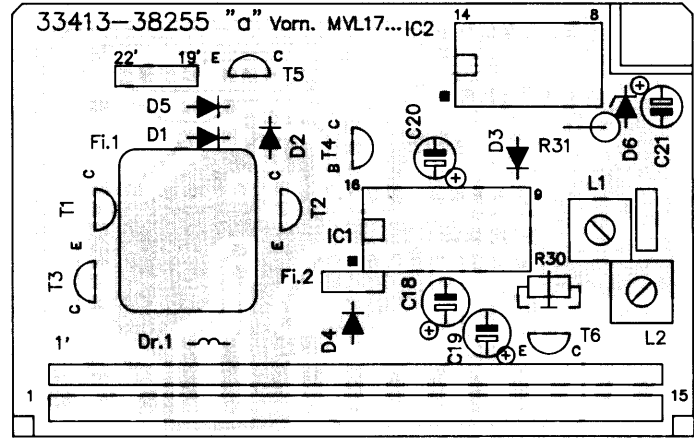 33413-38255 "a" Vorn. MVL17... IC2
14 8
22' 19' E C T5
D5
D1
Fi.1
D2
T4 C B
C20
D3
R31
D6
C21
C T1 E
C T2 E
16 9
IC1
L1
T3 C
Fi.2
C18
R30
D4
C19
E C T6
L2
1' Dr.1
1 15